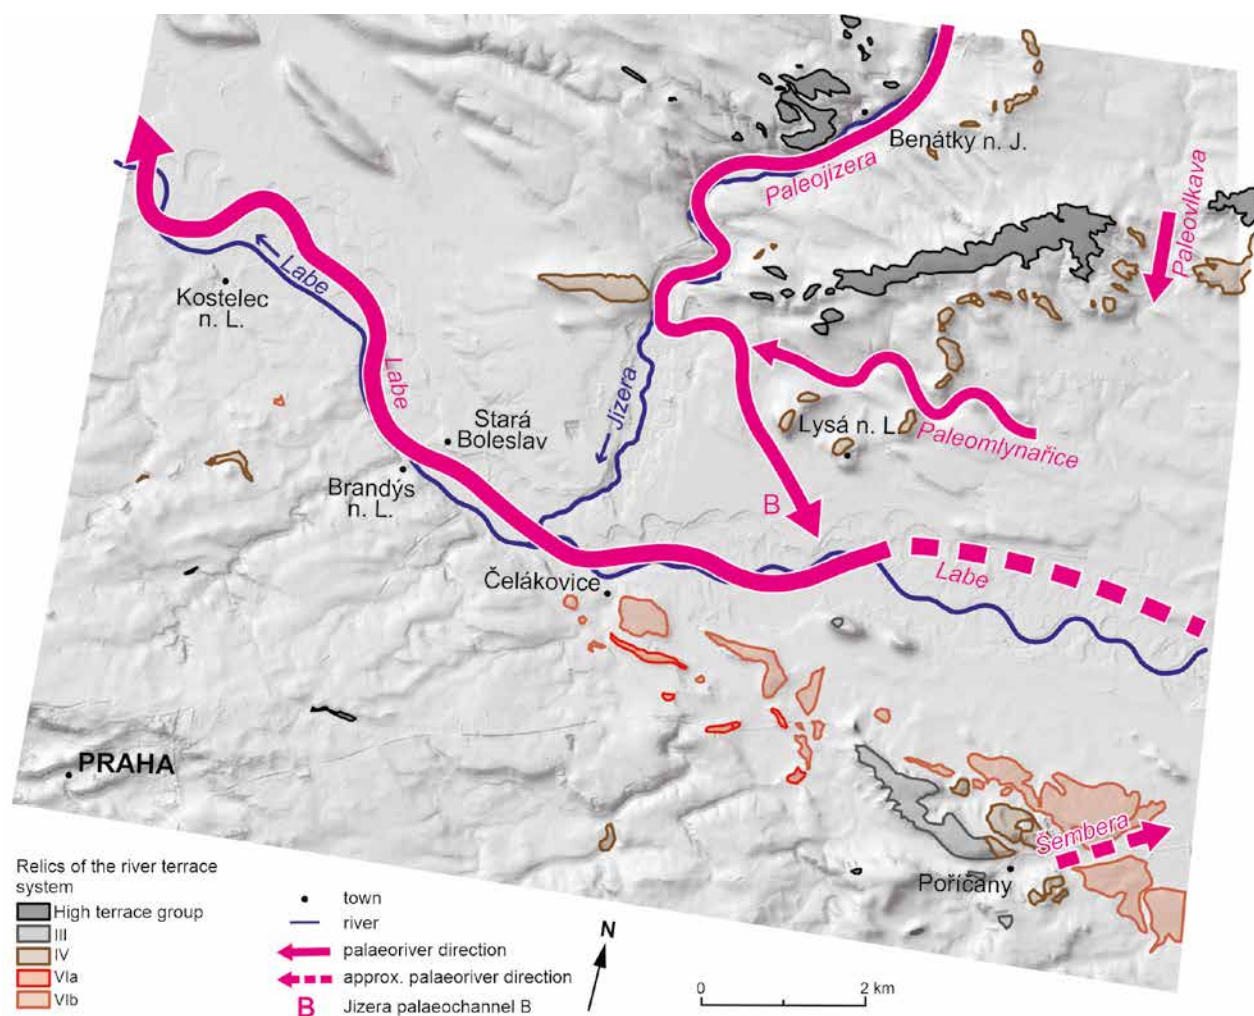 Benátky n. J.
Paleojizera
Paleovlkava
Labe
Kostelec
n. L.
Labe
Jizera
Stará
Boleslav
Brandýs
n. L.
Lysá n. L.
Paleomlynařice
B
Čelákovice
Labe
PRAHA
Šembera
Poříčany
Relics of the river terrace
system
High terrace group
III
IV
VIa
VIb
town
river
palaeoriver direction
approx. palaeoriver direction
B Jizera palaeochannel B
N
0 2 km